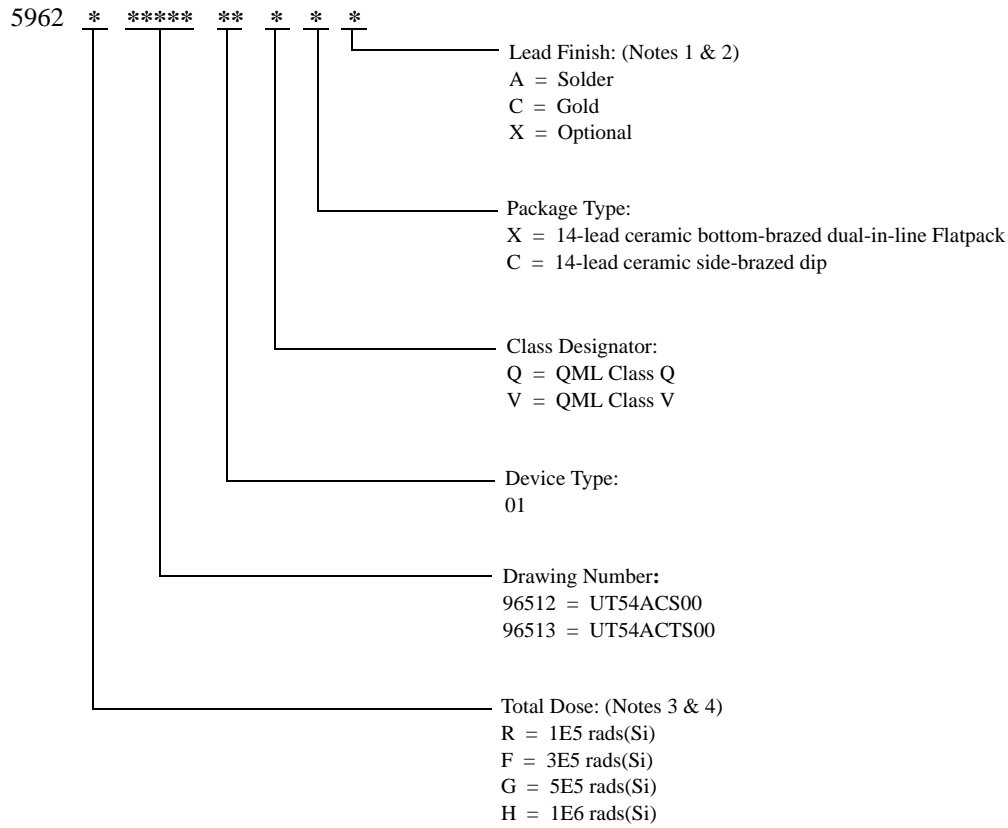 5962 * ***** ** * * *
Lead Finish: (Notes 1 & 2)
A = Solder
C = Gold
X = Optional
Package Type:
X = 14-lead ceramic bottom-brazed dual-in-line Flatpack
C = 14-lead ceramic side-brazed dip
Class Designator:
Q = QML Class Q
V = QML Class V
Device Type:
01
Drawing Number:
96512 = UT54ACS00
96513 = UT54ACTS00
Total Dose: (Notes 3 & 4)
R = 1E5 rads(Si)
F = 3E5 rads(Si)
G = 5E5 rads(Si)
H = 1E6 rads(Si)